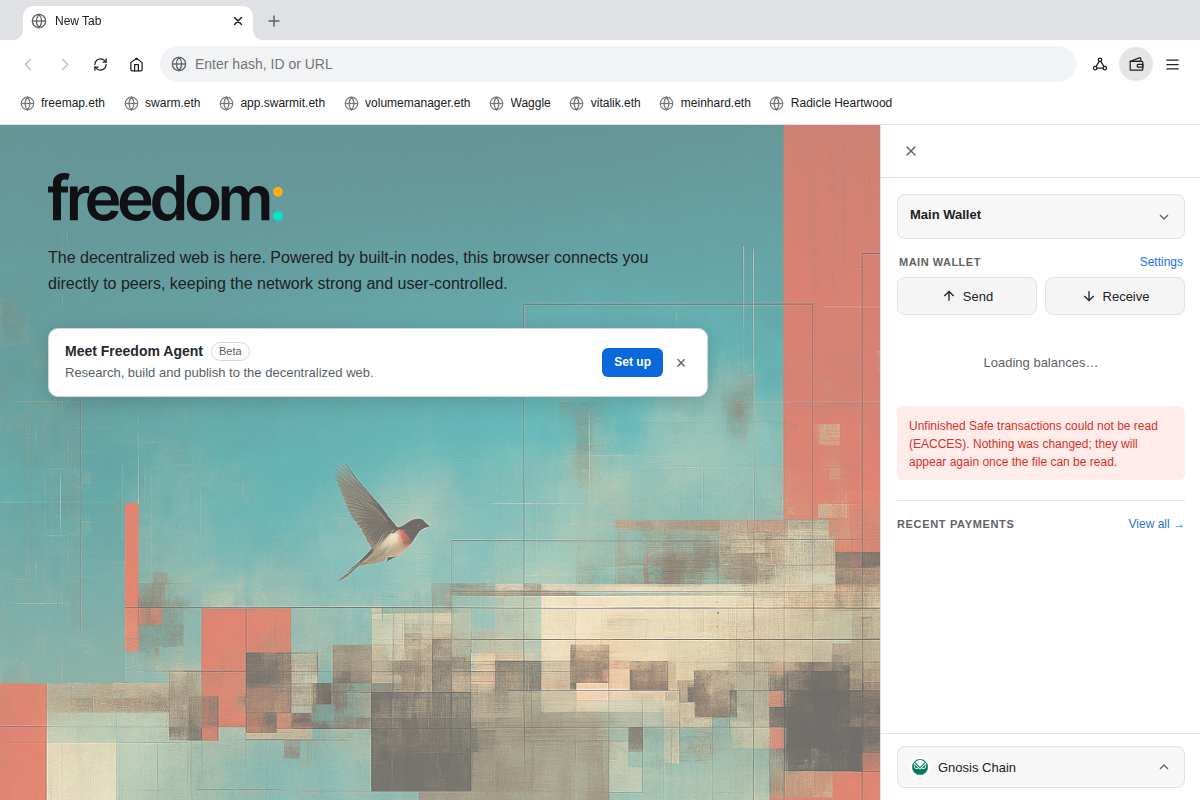 New Tab
Enter hash, ID or URL
freemap.eth
swarm.eth
app.swarmit.eth
volumemanager.eth
Waggle
vitalik.eth
meinhard.eth
Radicle Heartwood
freedom:
The decentralized web is here. Powered by built-in nodes, this browser connects you
directly to peers, keeping the network strong and user-controlled.
Meet Freedom Agent
Beta
Research, build and publish to the decentralized web.
Set up
Main Wallet
MAIN WALLET
Settings
Send
Receive
Loading balances…
Unfinished Safe transactions could not be read
(EACCES). Nothing was changed; they will
appear again once the file can be read.
RECENT PAYMENTS
View all →
Gnosis Chain